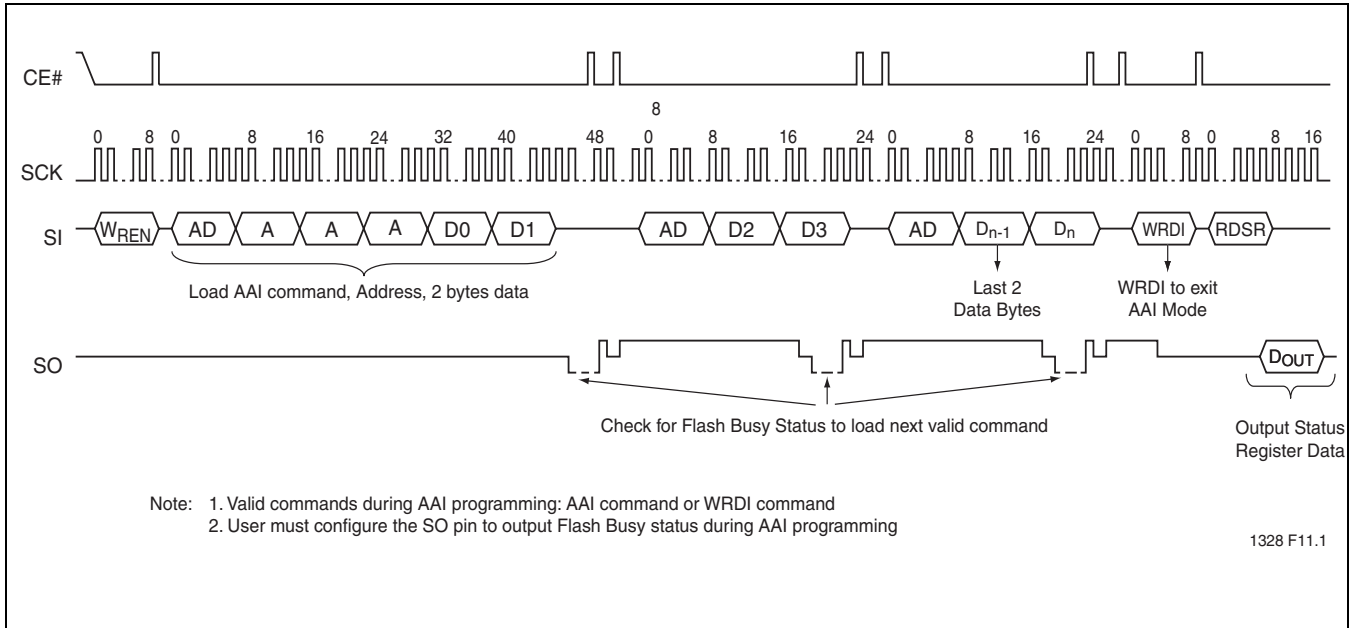 CE#
8
0 8 0 8 16 24 32 40 48 0 8 16 24 0 8 16 24 0 8 0 8 16
SCK
SI WREN AD A A A D0 D1 AD D2 D3 AD Dn-1 Dn WRDI RDSR
Load AAI command, Address, 2 bytes data
Last 2
Data Bytes
WRDI to exit
AAI Mode
SO DOUT
Check for Flash Busy Status to load next valid command
Output Status
Register Data
Note: 1. Valid commands during AAI programming: AAI command or WRDI command
2. User must configure the SO pin to output Flash Busy status during AAI programming
1328 F11.1